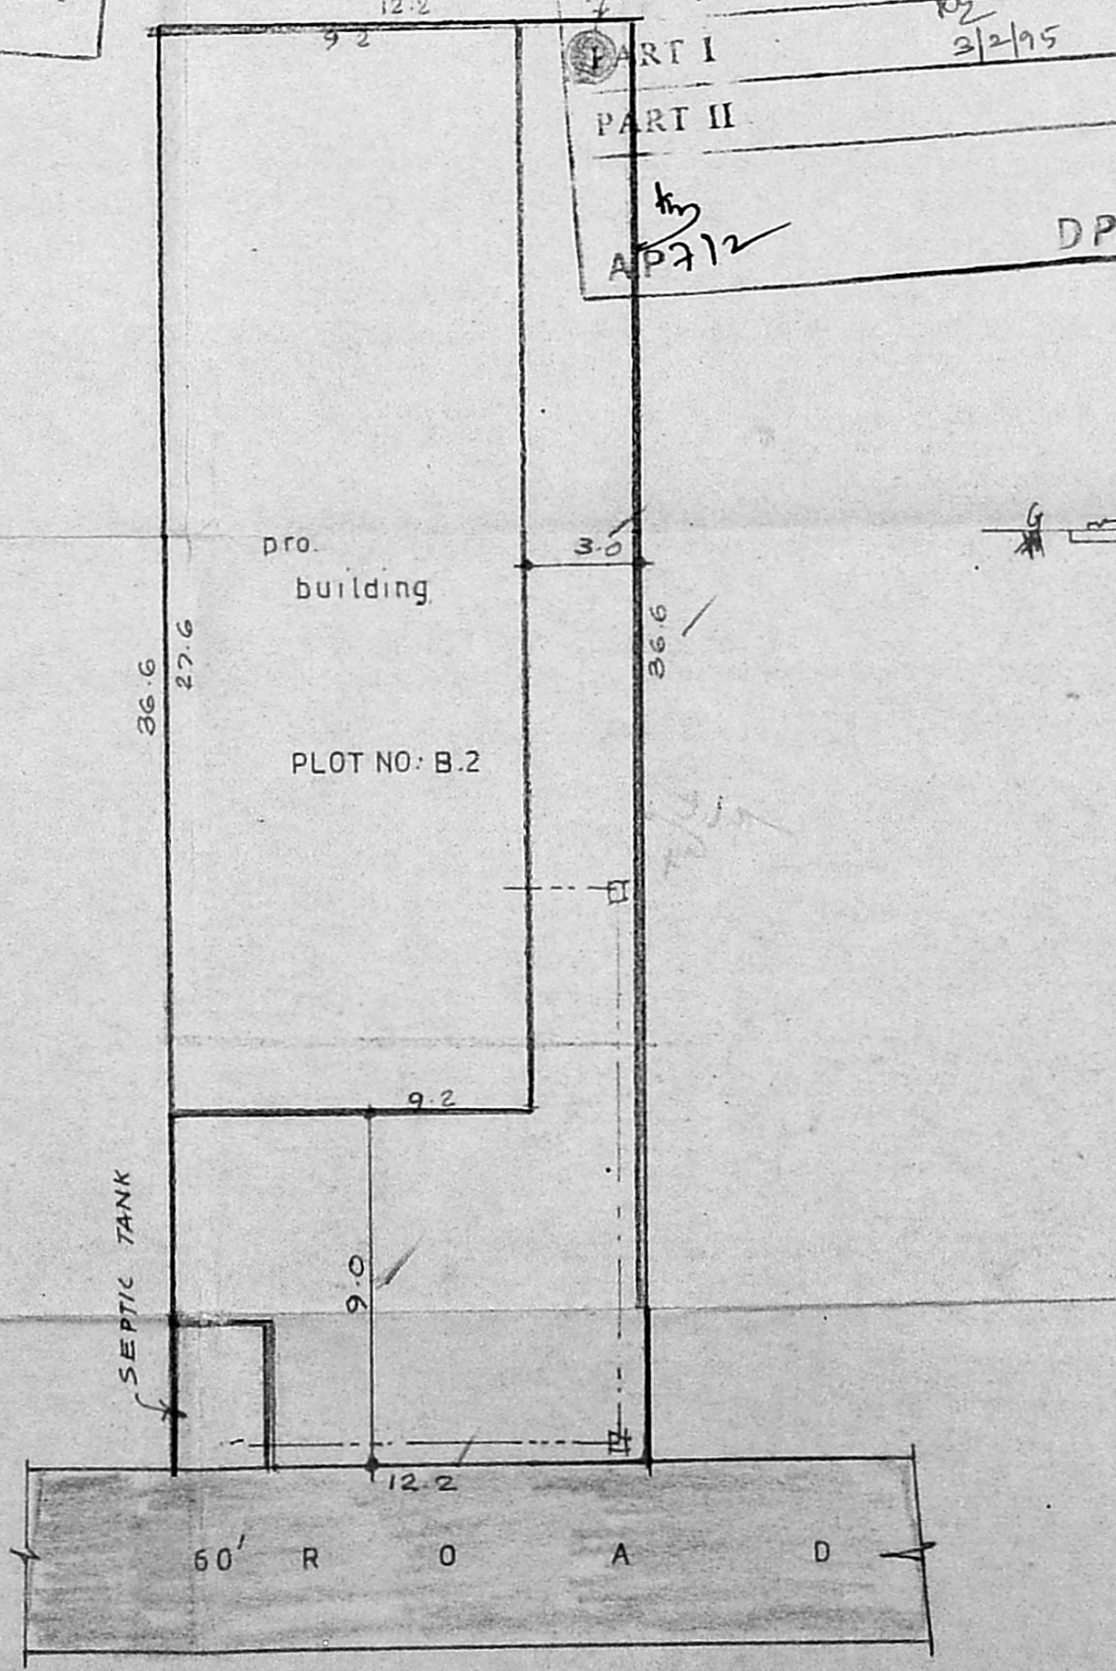 12.2
9.2
3/2/95
PART I
PART II
AP712
DP
G
pro.
building
3.0
36.6
27.6
36.6
PLOT NO: B.2
9.2
SEPTIC TANK
9.0
12.2
60' R O A D